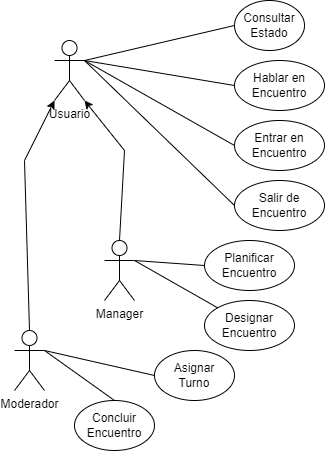 Consultar
Estado
Usuario
Hablar en
Encuentro
Entrar en
Encuentro
Salir de
Encuentro
Planificar
Encuentro
Manager
Designar
Encuentro
Asignar
Turno
Moderador
Concluir
Encuentro